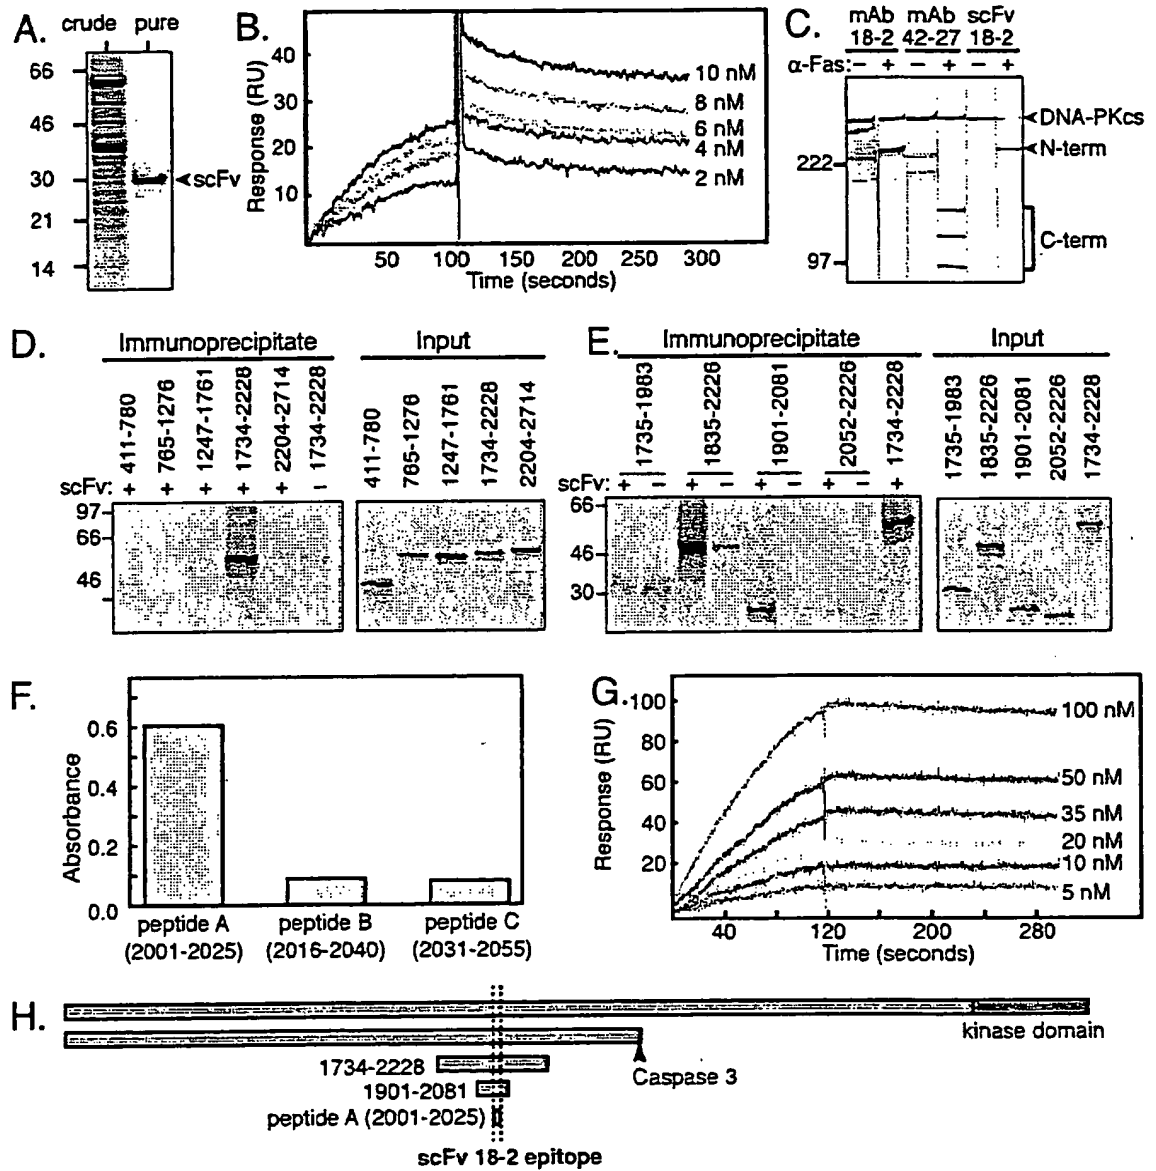 A.
crude pure
66
46
30
21
14
scFv
B.
Response (RU)
40
30
20
10
10 nM
8 nM
6 nM
4 nM
2 nM
50 100 150 200 250 300
Time (seconds)
C.
mAb mAb scFv
18-2 42-27 18-2
α-Fas: – + – + – +
DNA-PKcs
N-term
222
C-term
97
D.
Immunoprecipitate
411-780
765-1276
1247-1761
1734-2228
2204-2714
1734-2228
scFv: + + + + + –
97
66
46
Input
411-780
765-1276
1247-1761
1734-2228
2204-2714
E.
Immunoprecipitate
1735-1983
1835-2226
1901-2081
2052-2226
1734-2228
scFv: + – + – + – + – +
66
46
30
Input
1735-1983
1835-2226
1901-2081
2052-2226
1734-2228
F.
Absorbance
0.6
0.4
0.2
0.0
peptide A peptide B peptide C
(2001-2025) (2016-2040) (2031-2055)
G.
Response (RU)
100
80
60
40
20
100 nM
50 nM
35 nM
20 nM
10 nM
5 nM
40 120 200 280
Time (seconds)
H.
kinase domain
1734-2228
Caspase 3
1901-2081
peptide A (2001-2025)
scFv 18-2 epitope